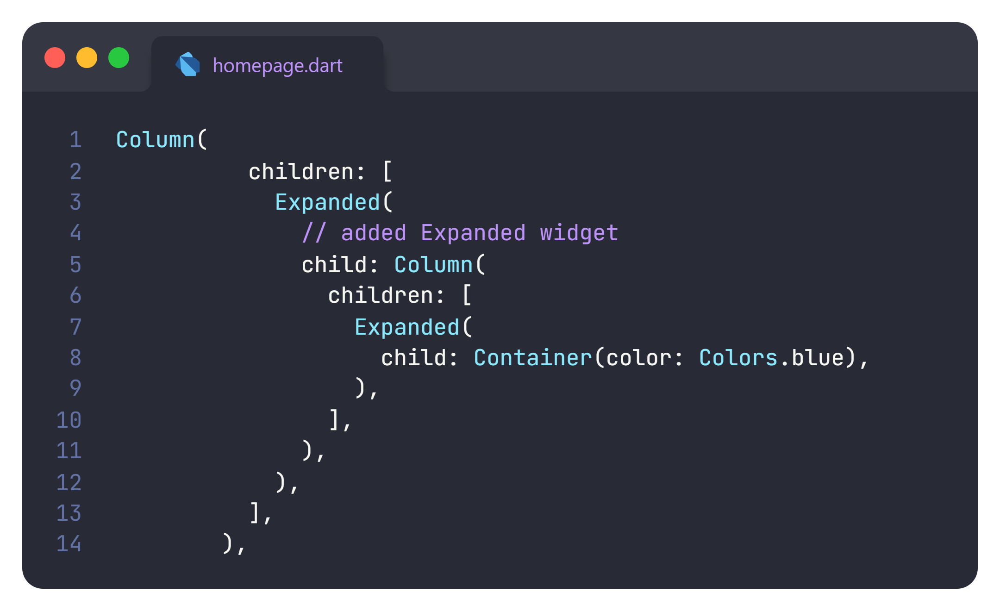 homepage.dart
1 Column(
2 children: [
3 Expanded(
4 // added Expanded widget
5 child: Column(
6 children: [
7 Expanded(
8 child: Container(color: Colors.blue),
9 ),
10 ],
11 ),
12 ),
13 ],
14 ),